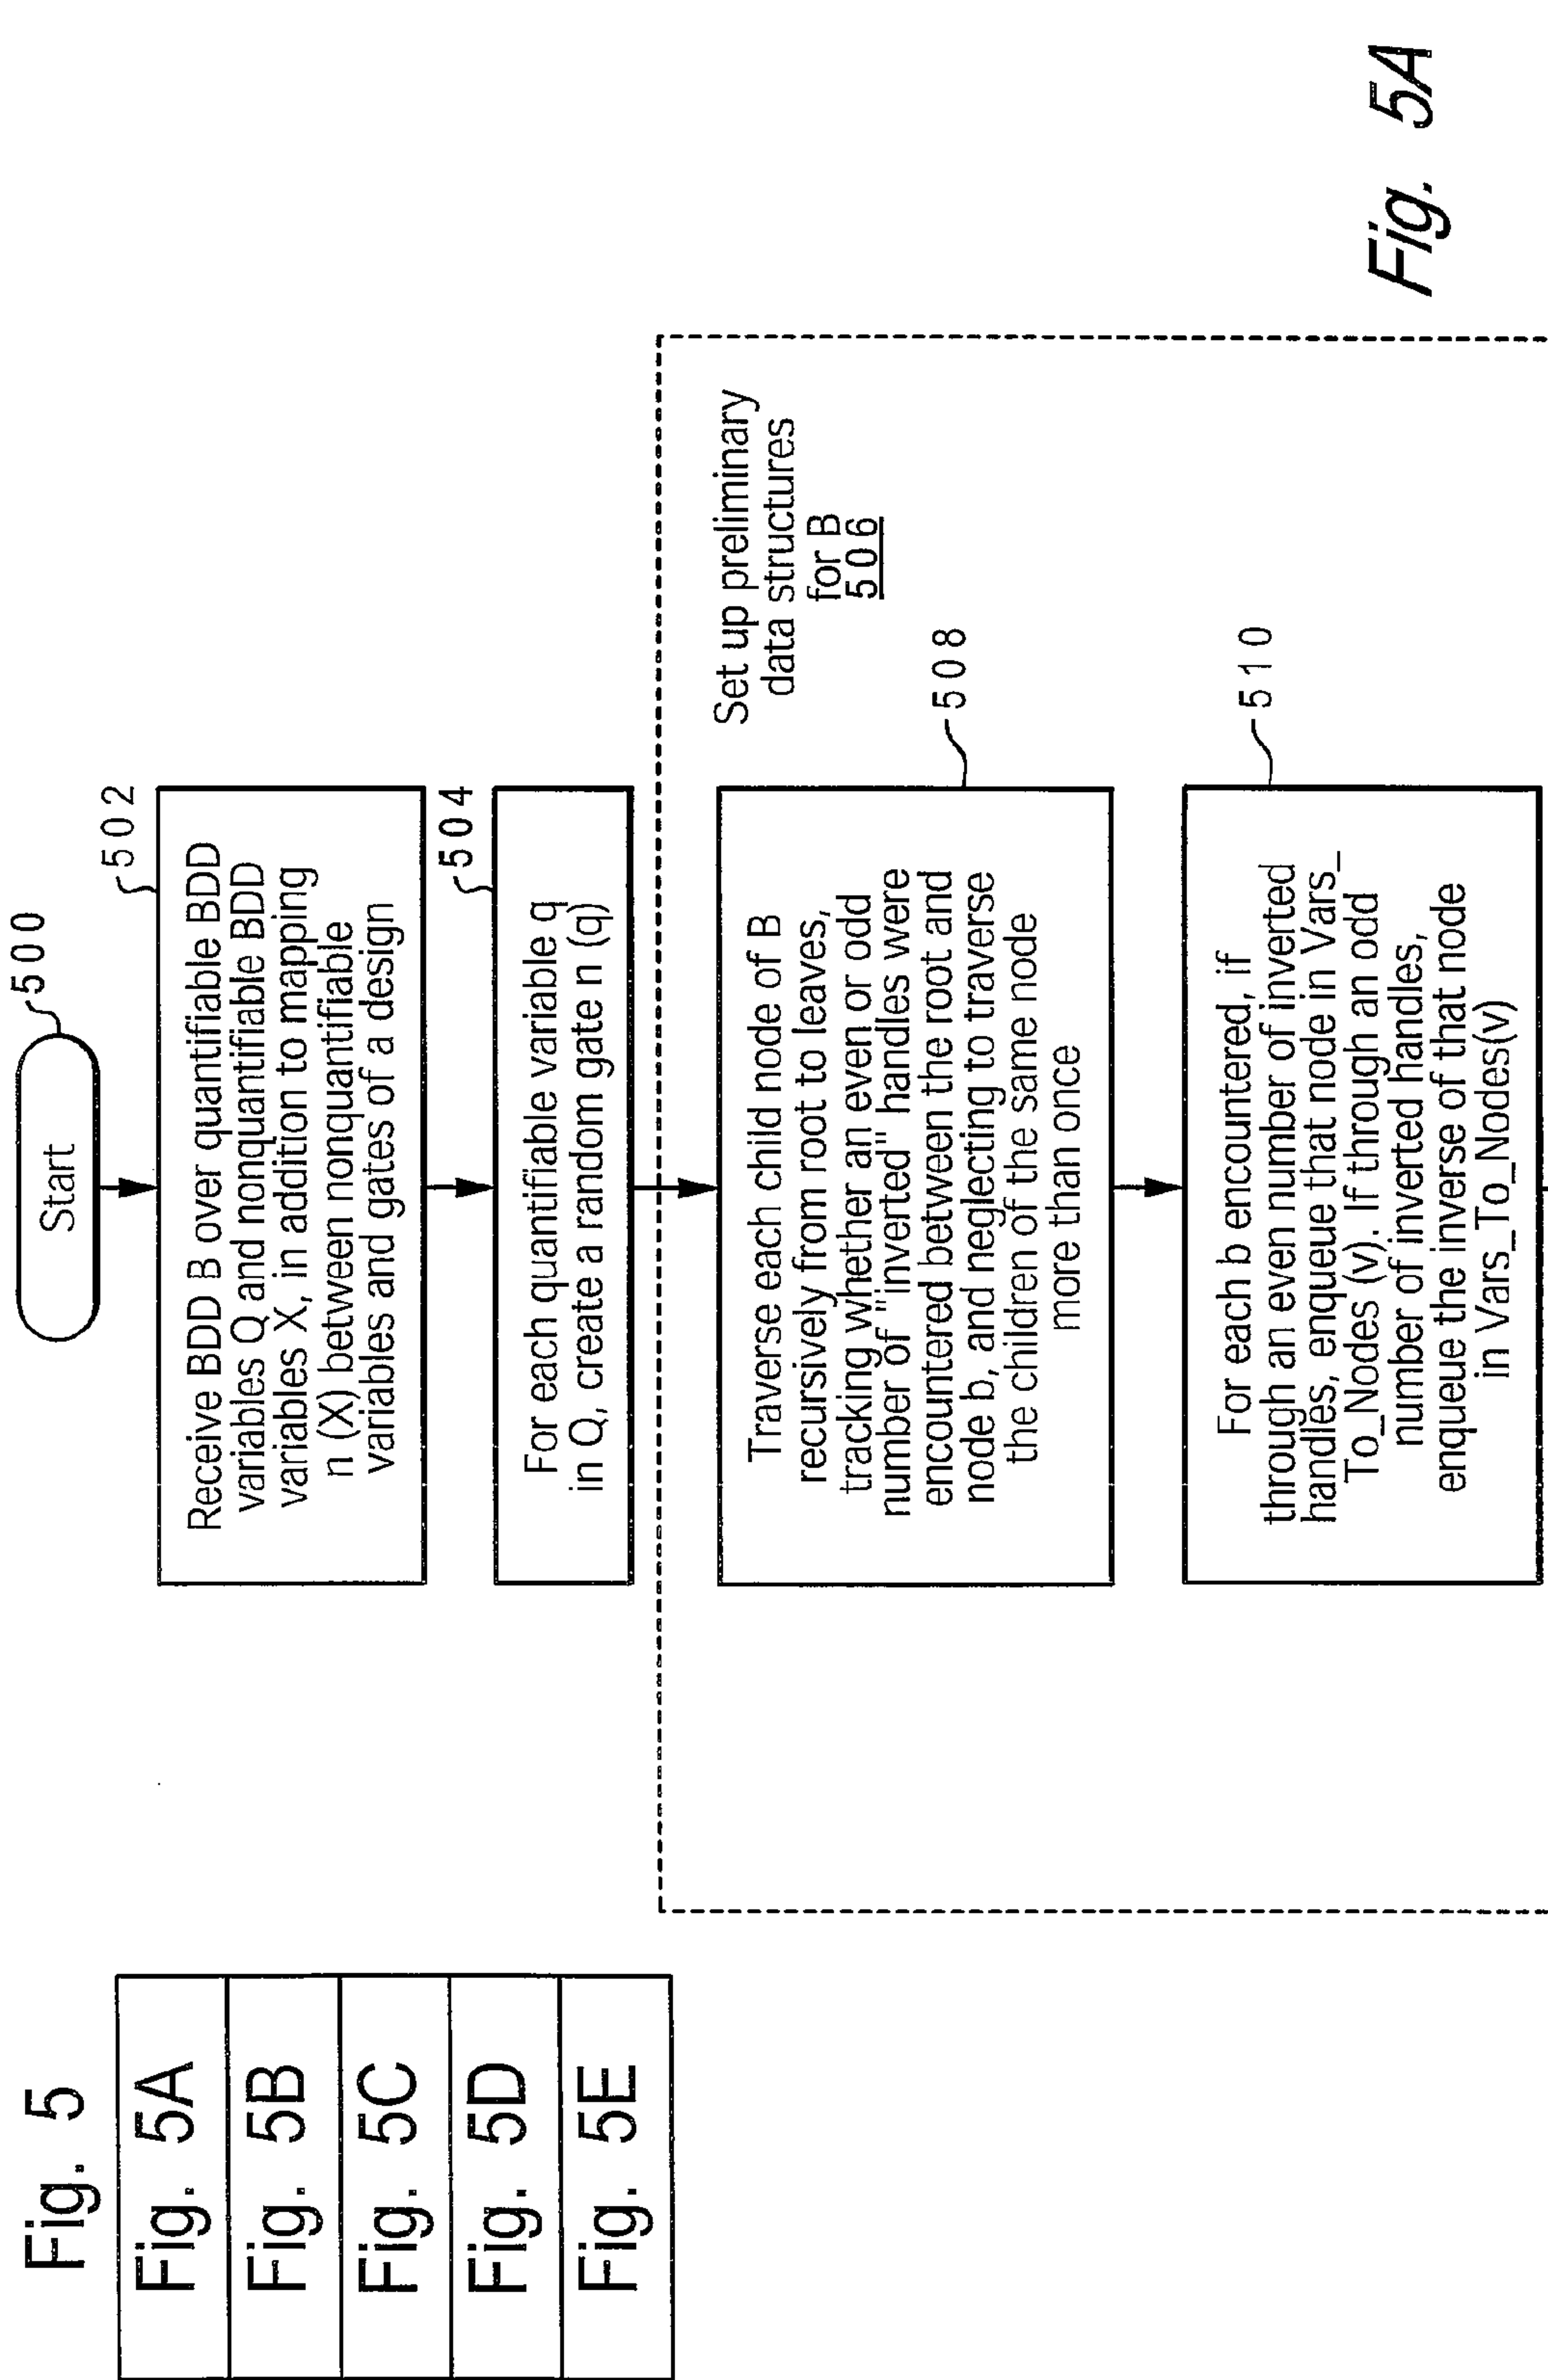 Fig. 5
Fig. 5A
Fig. 5B
Fig. 5C
Fig. 5D
Fig. 5E
Start
500
Receive BDD B over quantifiable BDD
variables Q and nonquantifiable BDD
variables X, in addition to mapping
n (X) between nonquantifiable
variables and gates of a design
502
For each quantifiable variable q
in Q, create a random gate n (q)
504
Set up preliminary
data structures
for B
506
Traverse each child node of B
recursively from root to leaves,
tracking whether an even or odd
number of "inverted" handles were
encountered between the root and
node b, and neglecting to traverse
the children of the same node
more than once
508
For each b encountered, if
through an even number of inverted
handles, enqueue that node in Vars_
To_Nodes (v). If through an odd
number of inverted handles,
enqueue the inverse of that node
in Vars_To_Nodes(v)
510
Fig. 5A